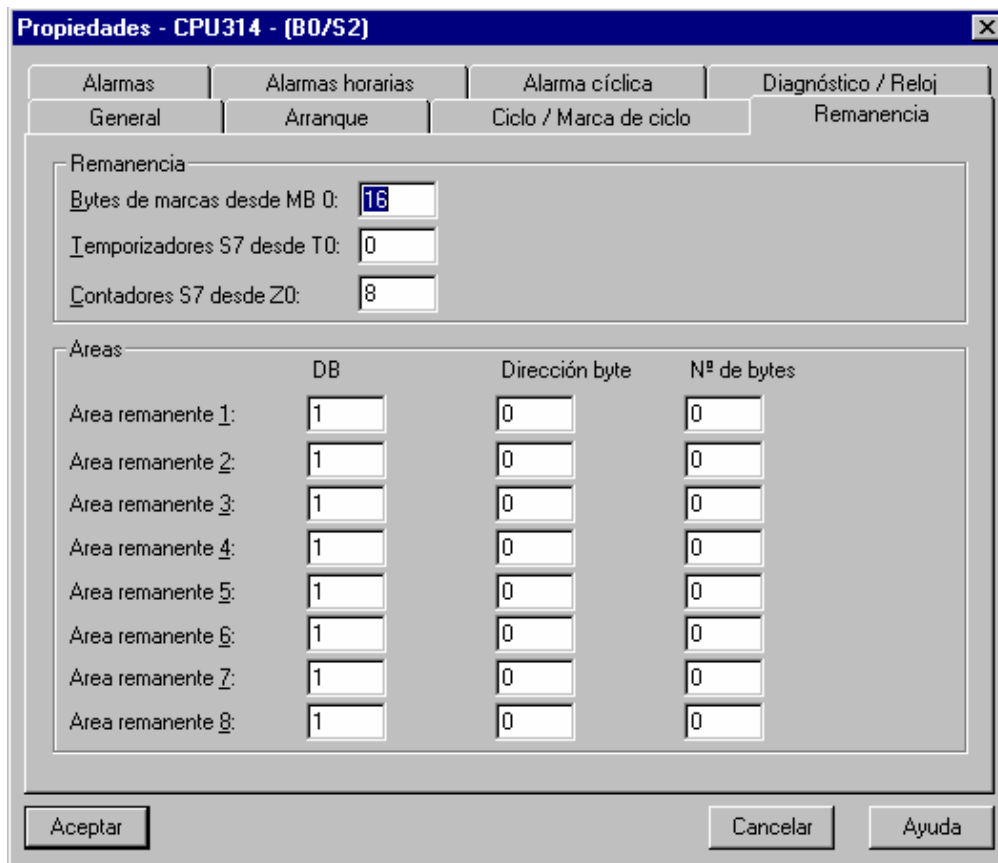 Propiedades - CPU314 - (B0/S2)
Alarmas Alarmas horarias Alarma cíclica Diagnóstico / Reloj
General Arranque Ciclo / Marca de ciclo Remanencia
Remanencia
Bytes de marcas desde MB 0: 16
Temporizadores S7 desde T0: 0
Contadores S7 desde Z0: 8
Areas
DB Dirección byte Nº de bytes
Area remanente 1: 1 0 0
Area remanente 2: 1 0 0
Area remanente 3: 1 0 0
Area remanente 4: 1 0 0
Area remanente 5: 1 0 0
Area remanente 6: 1 0 0
Area remanente 7: 1 0 0
Area remanente 8: 1 0 0
Aceptar Cancelar Ayuda